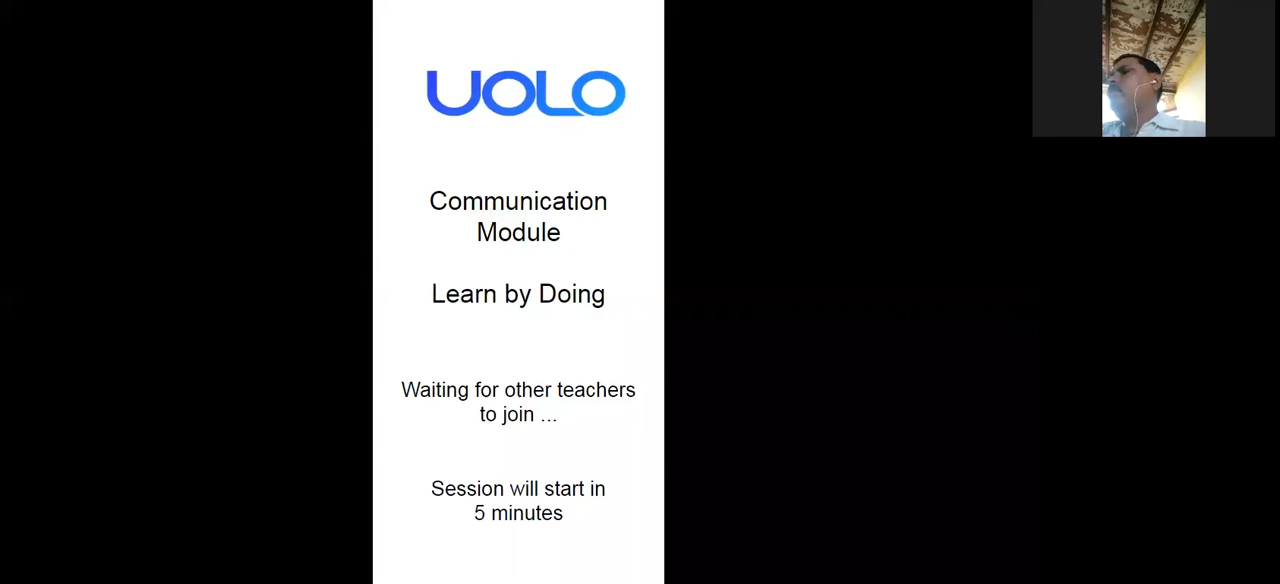 UOLO
Communication
Module
Learn by Doing
Waiting for other teachers
to join ...
Session will start in
5 minutes